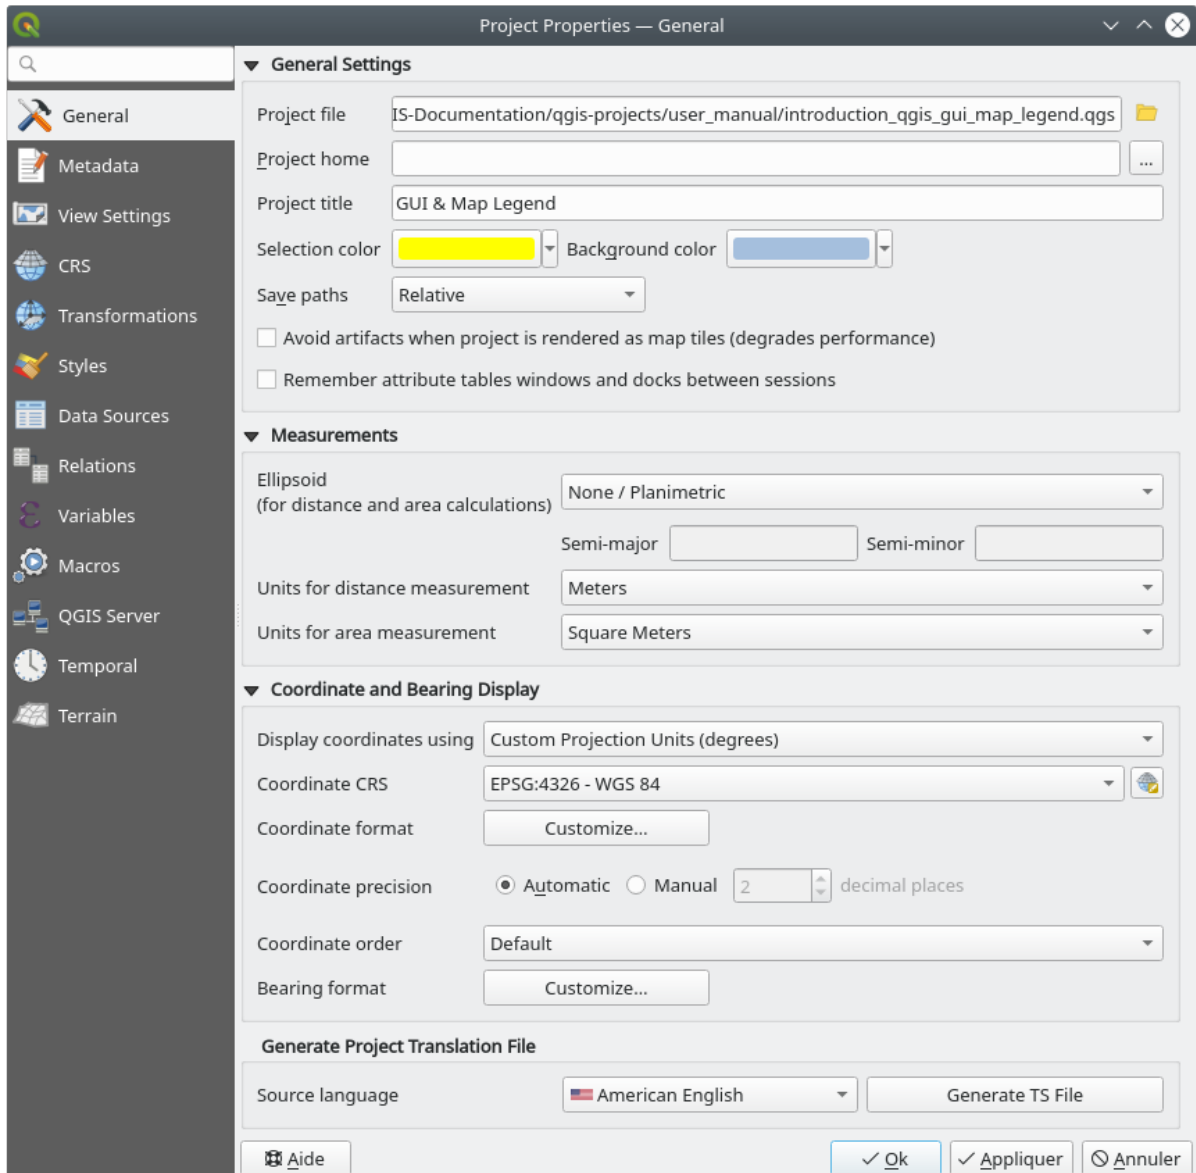 Project Properties — General
General
Metadata
View Settings
CRS
Transformations
Styles
Data Sources
Relations
Variables
Macros
QGIS Server
Temporal
Terrain
General Settings
Project file IS-Documentation/qgis-projects/user_manual/introduction_qgis_gui_map_legend.qgs
Project home ...
Project title GUI & Map Legend
Selection color Background color
Save paths Relative
Avoid artifacts when project is rendered as map tiles (degrades performance)
Remember attribute tables windows and docks between sessions
Measurements
Ellipsoid
(for distance and area calculations) None / Planimetric
Semi-major Semi-minor
Units for distance measurement Meters
Units for area measurement Square Meters
Coordinate and Bearing Display
Display coordinates using Custom Projection Units (degrees)
Coordinate CRS EPSG:4326 - WGS 84
Coordinate format Customize...
Coordinate precision Automatic Manual 2 decimal places
Coordinate order Default
Bearing format Customize...
Generate Project Translation File
Source language American English Generate TS File
Aide Ok Appliquer Annuler